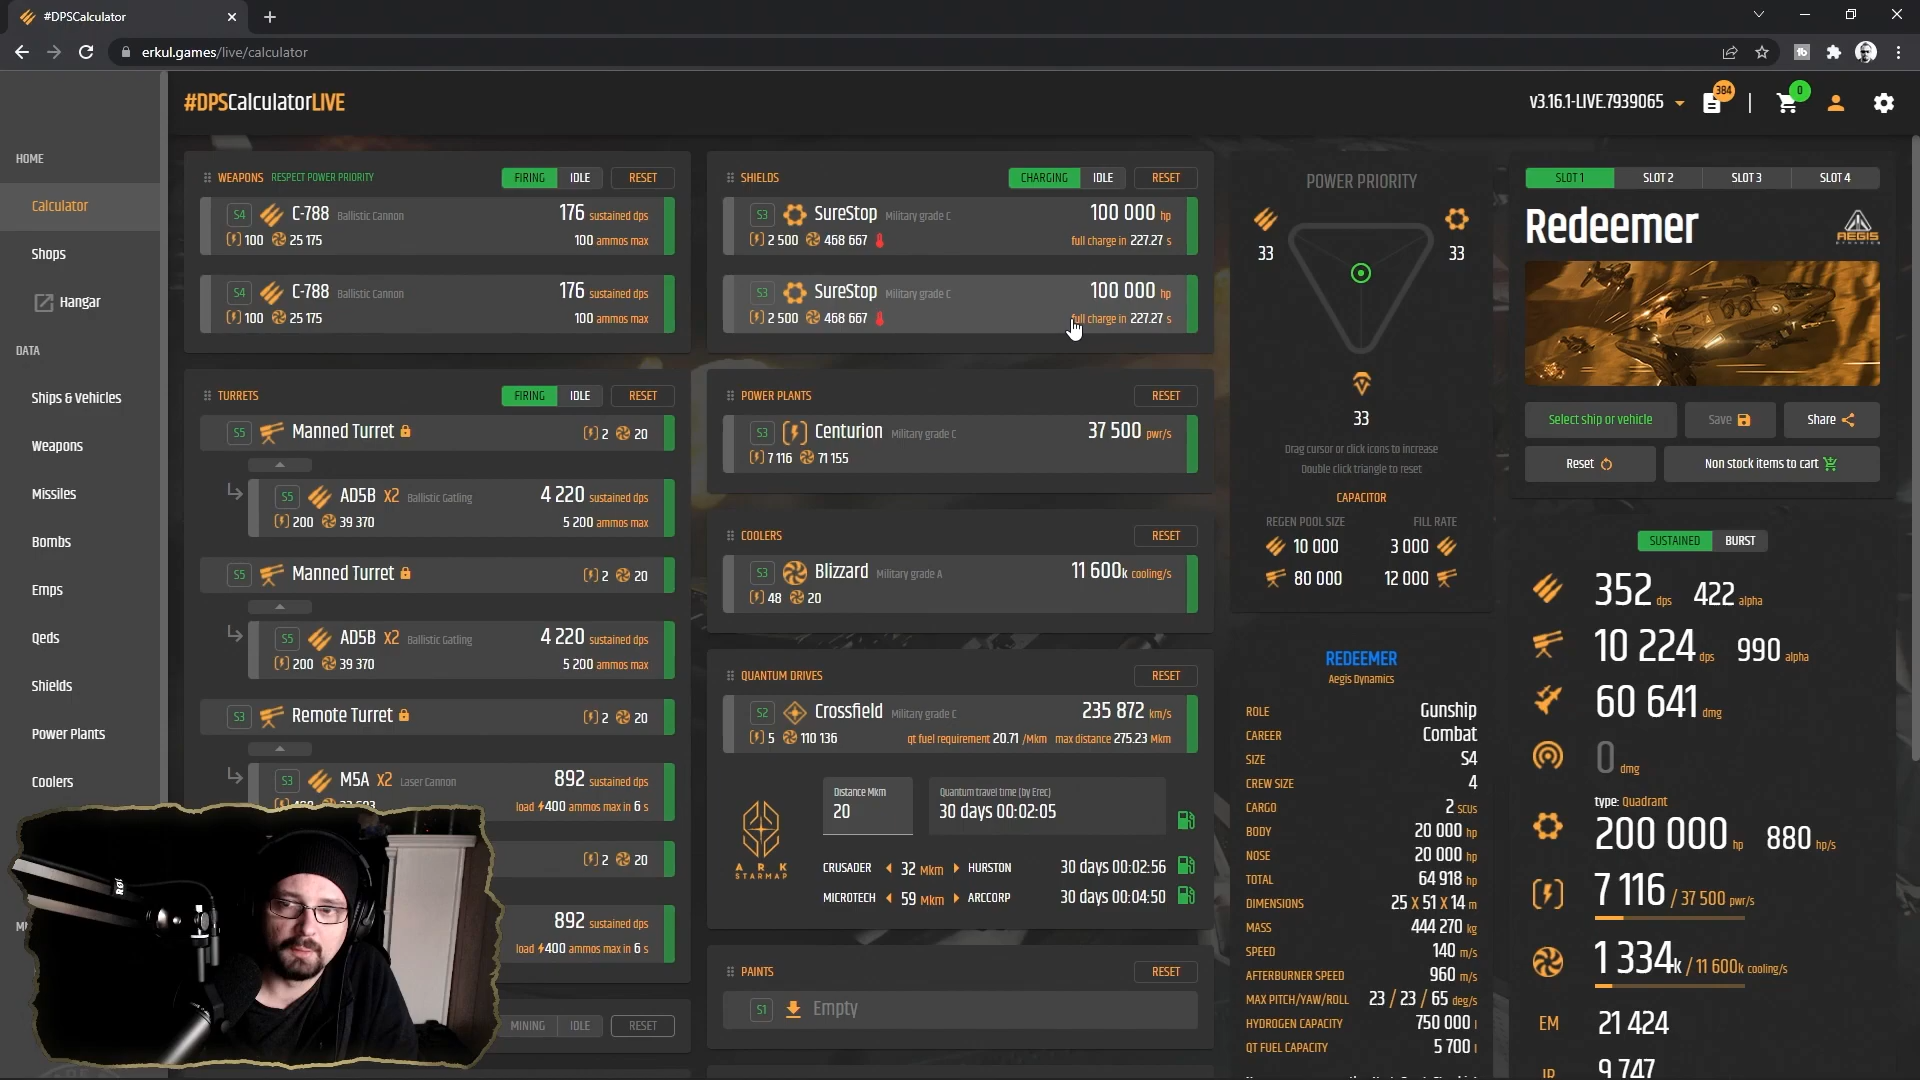 #DPSCalculator
erkul.games/live/calculator
#DPSCalculatorLIVE
v3.16.1-LIVE.7939065
384
0
HOME
Calculator
Shops
Hangar
DATA
Ships & Vehicles
Weapons
Missiles
Bombs
Emps
Qeds
Shields
Power Plants
Coolers
WEAPONS RESPECT POWER PRIORITY FIRING IDLE RESET
S4 C-788 Ballistic Cannon 176 sustained dps
100 25 175 100 ammos max
S4 C-788 Ballistic Cannon 176 sustained dps
100 25 175 100 ammos max
TURRETS FIRING IDLE RESET
S5 Manned Turret 2 20
S5 AD5B X2 Ballistic Gatling 4 220 sustained dps
200 39 370 5 200 ammos max
S5 Manned Turret 2 20
S5 AD5B X2 Ballistic Gatling 4 220 sustained dps
200 39 370 5 200 ammos max
S3 Remote Turret 2 20
S3 M5A X2 Laser Cannon 892 sustained dps
load 400 ammos max in 6 s
2 20
892 sustained dps
load 400 ammos max in 6 s
MINING IDLE RESET
SHIELDS CHARGING IDLE RESET
S3 SureStop Military grade C 100 000 hp
2 500 468 667 full charge in 227.27 s
S3 SureStop Military grade C 100 000 hp
2 500 468 667 full charge in 227.27 s
POWER PLANTS RESET
S3 Centurion Military grade C 37 500 pwr/s
7 116 71 155
COOLERS RESET
S3 Blizzard Military grade A 11 600k cooling/s
48 20
QUANTUM DRIVES RESET
S2 Crossfield Military grade C 235 872 km/s
5 110 136 qt fuel requirement 20.71 /Mkm max distance 275.23 Mkm
Distance Mkm
20
Quantum travel time (by Erec)
30 days 00:02:05
ARK
STARMAP
CRUSADER 32 Mkm HURSTON 30 days 00:02:56
MICROTECH 59 Mkm ARCCORP 30 days 00:04:50
PAINTS RESET
S1 Empty
POWER PRIORITY
33 33
33
Drag cursor or click icons to increase
Double click triangle to reset
CAPACITOR
REGEN POOL SIZE FILL RATE
10 000 3 000
80 000 12 000
REDEEMER
Aegis Dynamics
ROLE Gunship
CAREER Combat
SIZE S4
CREW SIZE 4
CARGO 2 SCUs
BODY 20 000 hp
NOSE 20 000 hp
TOTAL 64 918 hp
DIMENSIONS 25 X 51 X 14 m
MASS 444 270 kg
SPEED 140 m/s
AFTERBURNER SPEED 960 m/s
MAX PITCH/YAW/ROLL 23 / 23 / 65 deg/s
HYDROGEN CAPACITY 750 000 l
QT FUEL CAPACITY 5 700 l
SLOT 1 SLOT 2 SLOT 3 SLOT 4
Redeemer
AEGIS
DYNAMICS
Select ship or vehicle Save Share
Reset Non stock items to cart
SUSTAINED BURST
352 dps 422 alpha
10 224 dps 990 alpha
60 641 dmg
0 dmg
type: Quadrant
200 000 hp 880 hp/s
7 116 / 37 500 pwr/s
1 334k / 11 600k cooling/s
EM 21 424
IR 9 747